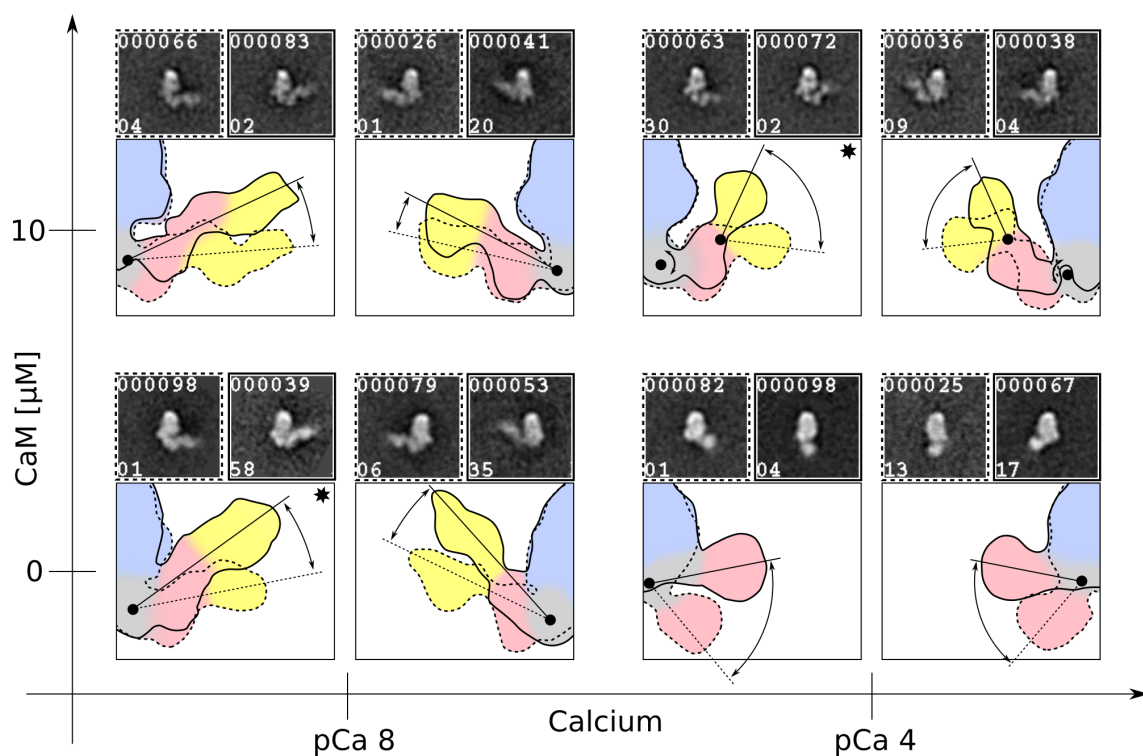 000066 000083 000026 000041 000063 000072 000036 000038
04 02 01 20 30 02 09 04
10
CaM [µM]
000098 000039 000079 000053 000082 000098 000025 000067
01 58 06 35 01 04 13 17
0
pCa 8 Calcium pCa 4